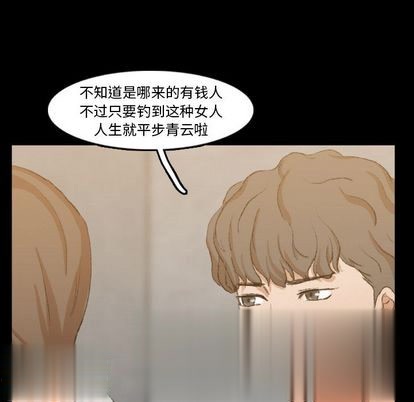 不知道是哪来的有钱人
不过只要钓到这种女人
人生就平步青云啦